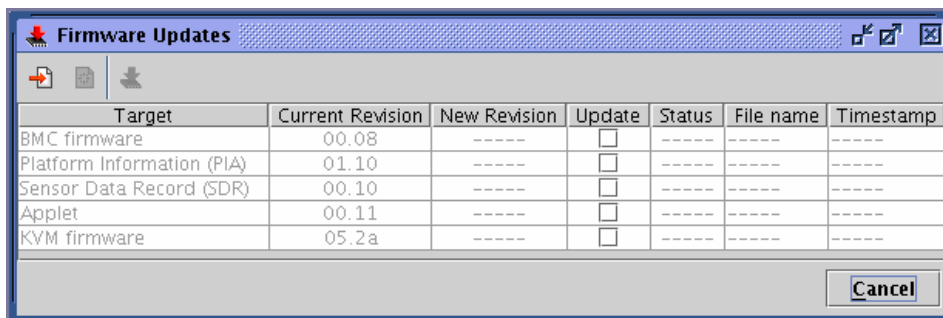 Firmware Updates
Target Current Revision New Revision Update Status File name Timestamp
BMC firmware 00.08 ----- ----- ----- -----
Platform Information (PIA) 01.10 ----- ----- ----- -----
Sensor Data Record (SDR) 00.10 ----- ----- ----- -----
Applet 00.11 ----- ----- ----- -----
KVM firmware 05.2a ----- ----- ----- -----
Cancel